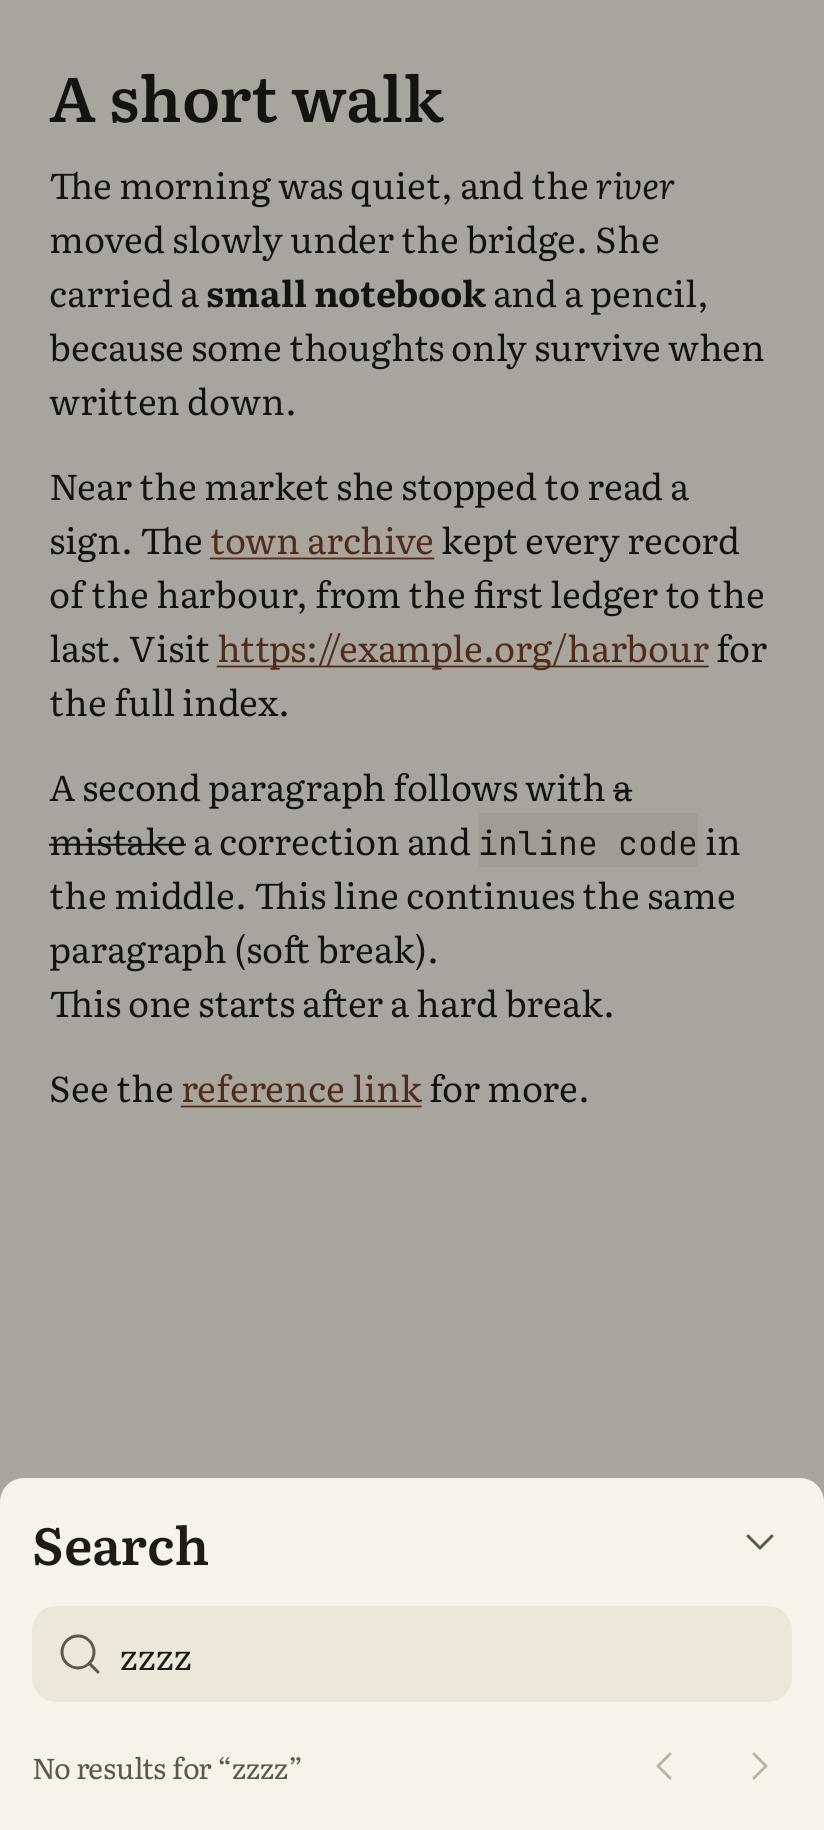 A short walk
The morning was quiet, and the river
moved slowly under the bridge. She
carried a small notebook and a pencil,
because some thoughts only survive when
written down.
Near the market she stopped to read a
sign. The town archive kept every record
of the harbour, from the first ledger to the
last. Visit https://example.org/harbour for
the full index.
A second paragraph follows with a
mistake a correction and inline code in
the middle. This line continues the same
paragraph (soft break).
This one starts after a hard break.
See the reference link for more.
Search
zzzz
No results for “zzzz”